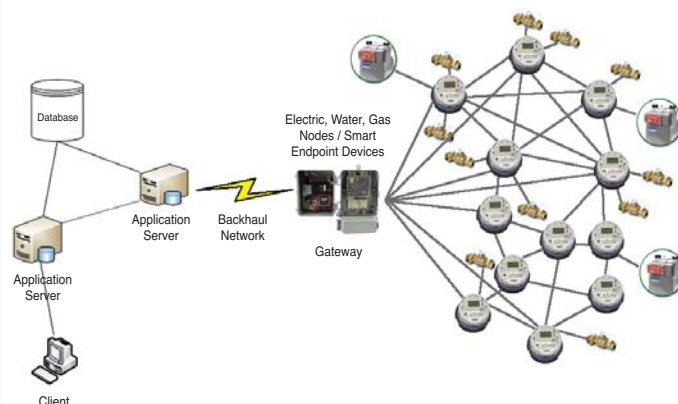 Database
Electric, Water, Gas
Nodes / Smart
Endpoint Devices
Application
Server
Backhaul
Network
Gateway
Application
Server
Client